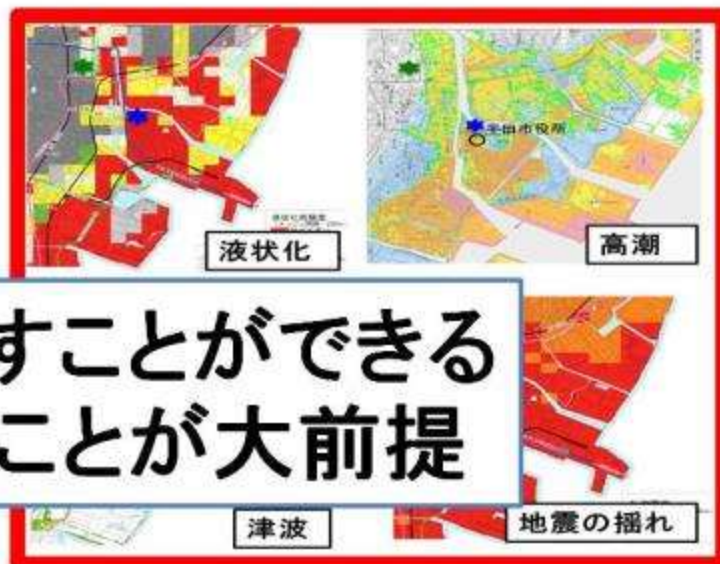 半田市役所
液状化
高潮
すことができる
ことが大前提
津波
地震の揺れ